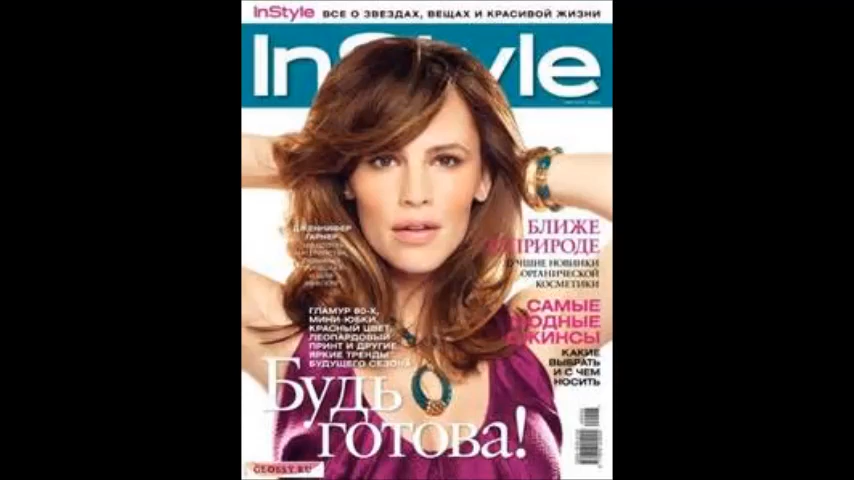 InStyle ВСЕ О ЗВЕЗДАХ, ВЕЩАХ И КРАСИВОЙ ЖИЗНИ
InStyle
ДЖЕННИФЕР
ГАРНЕР
БЛИЖЕ
ПРИРОДЕ
ЛУЧШИЕ НОВИНКИ
ОРГАНИЧЕСКОЙ
КОСМЕТИКИ
САМЫЕ
МОДНЫЕ
ДЖИНСЫ
КАКИЕ
ВЫБРАТЬ
И С ЧЕМ
НОСИТЬ
ГЛАМУР 80-Х,
МИНИ-ЮБКИ,
КРАСНЫЙ ЦВЕТ,
ЛЕОПАРДОВЫЙ
ПРИНТ И ДРУГИЕ
ЯРКИЕ ТРЕНДЫ
БУДУЩЕГО СЕЗОНА
Будь
готова!
GLOSSY.RU